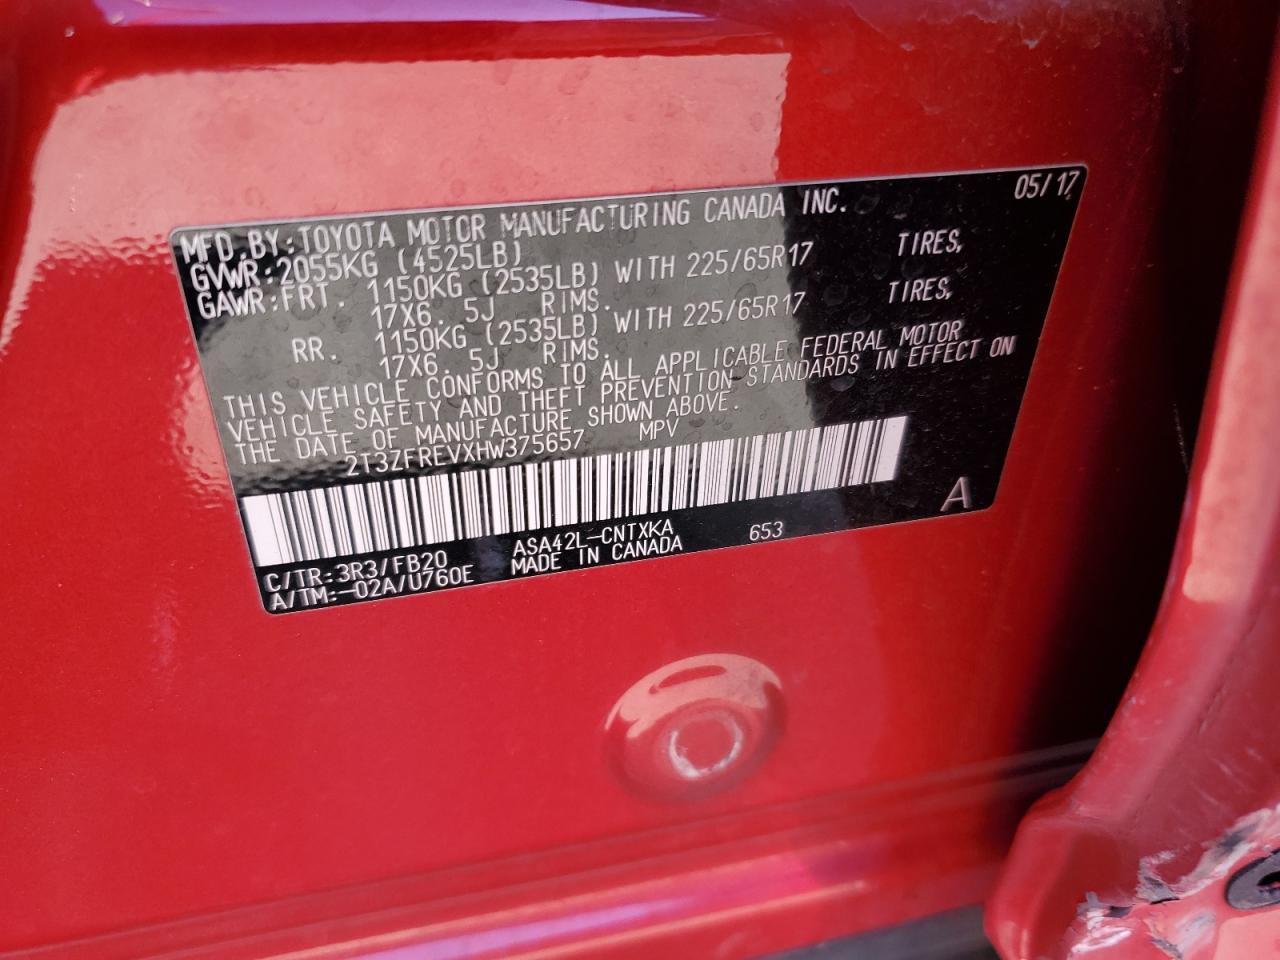 05/17
MFD. BY: TOYOTA MOTOR MANUFACTURING CANADA INC.
GVWR: 2055KG (4525LB)
GAWR: FRT. 1150KG (2535LB) WITH 225/65R17 TIRES,
17X6. 5J RIMS.
RR. 1150KG (2535LB) WITH 225/65R17 TIRES,
17X6. 5J RIMS.
THIS VEHICLE CONFORMS TO ALL APPLICABLE FEDERAL MOTOR
VEHICLE SAFETY AND THEFT PREVENTION STANDARDS IN EFFECT ON
THE DATE OF MANUFACTURE SHOWN ABOVE.
2T3ZFREVXHW375657 MPV
A
C/TR: 3R3/FB20 ASA42L-CNTXKA 653
A/TM: -02A/U760E MADE IN CANADA